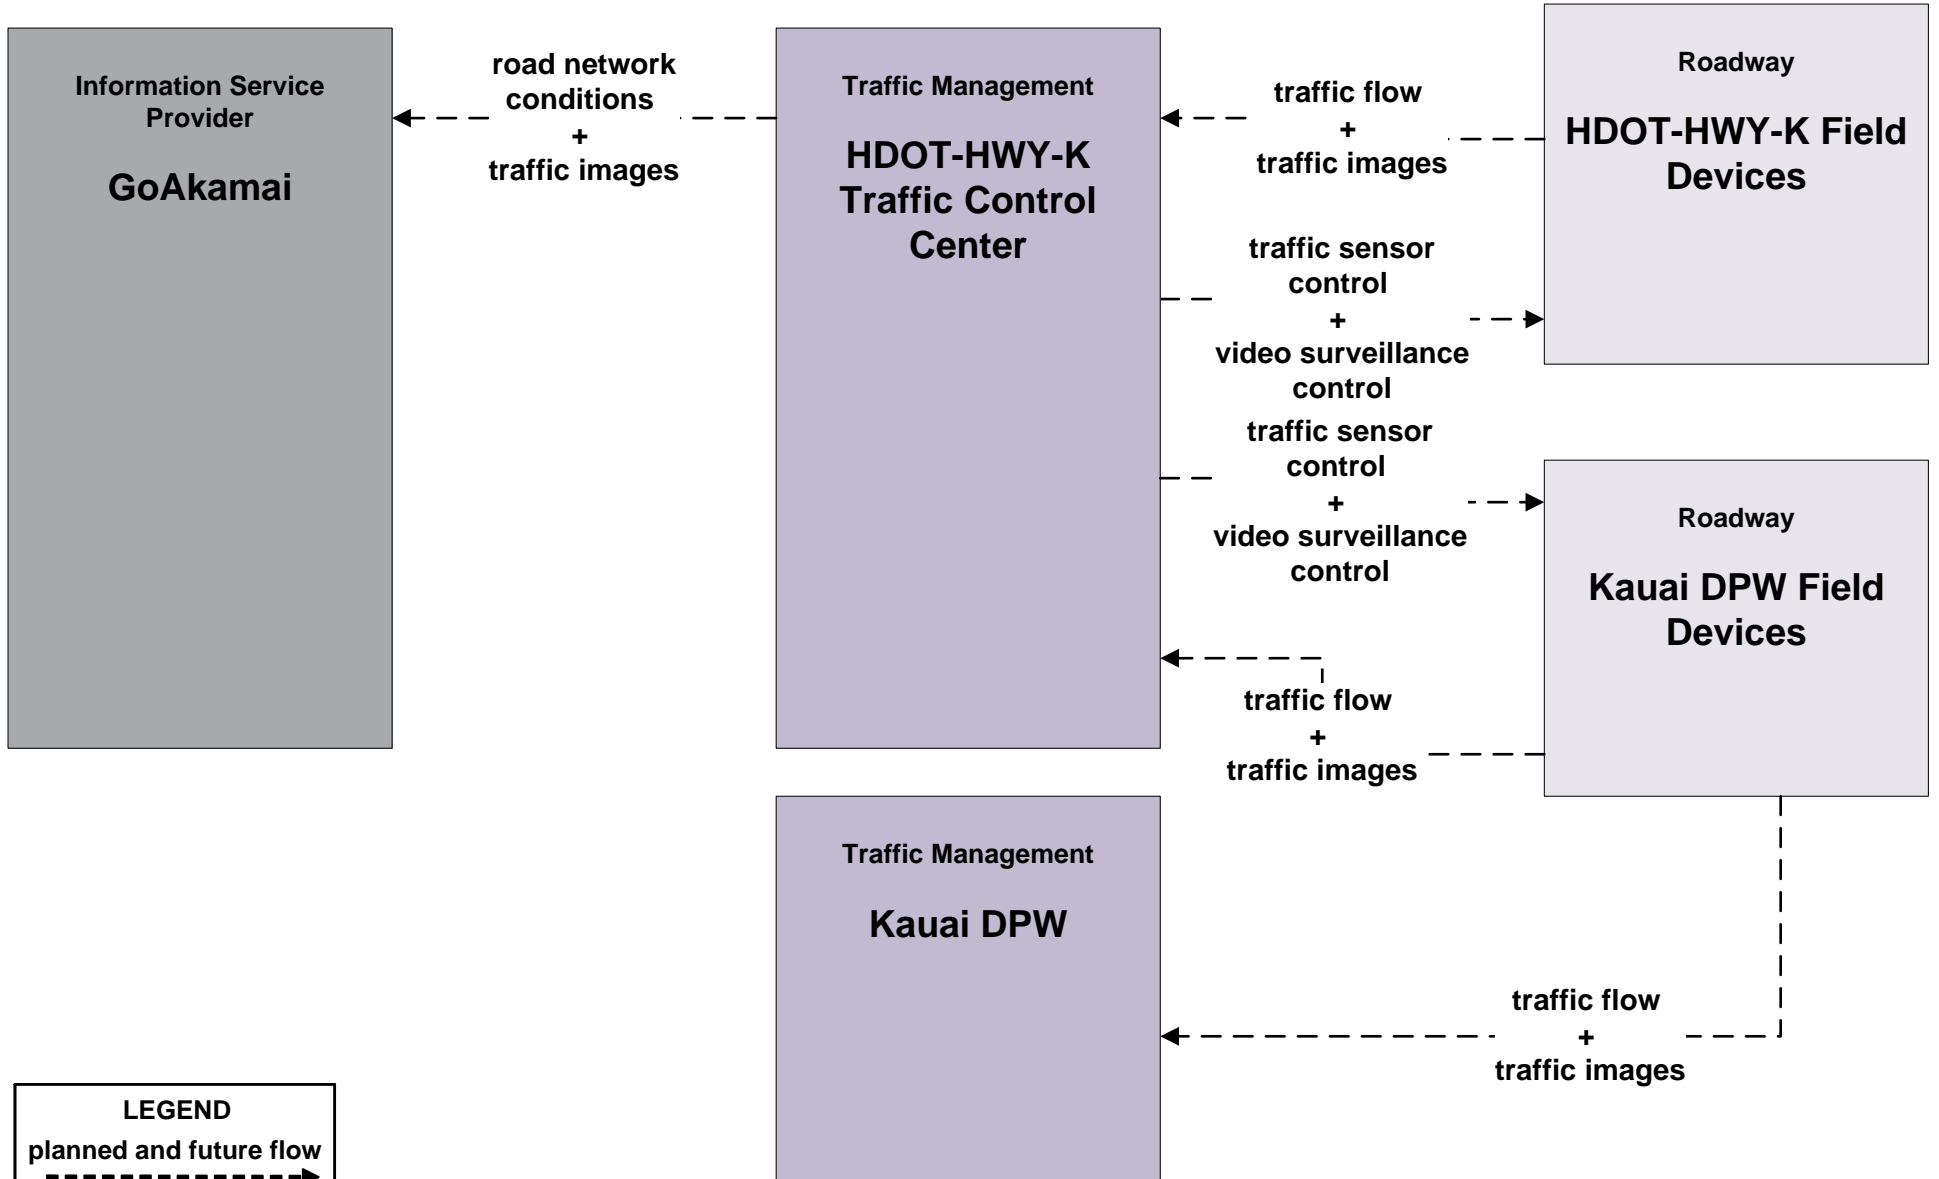 Information Service
Provider
GoAkamai
road network
conditions
+
traffic images
Traffic Management
HDOT-HWY-K
Traffic Control
Center
traffic flow
+
traffic images
Roadway
HDOT-HWY-K Field
Devices
traffic sensor
control
+
video surveillance
control
traffic sensor
control
+
video surveillance
control
Roadway
Kauai DPW Field
Devices
traffic flow
+
traffic images
Traffic Management
Kauai DPW
traffic flow
+
traffic images
LEGEND
planned and future flow